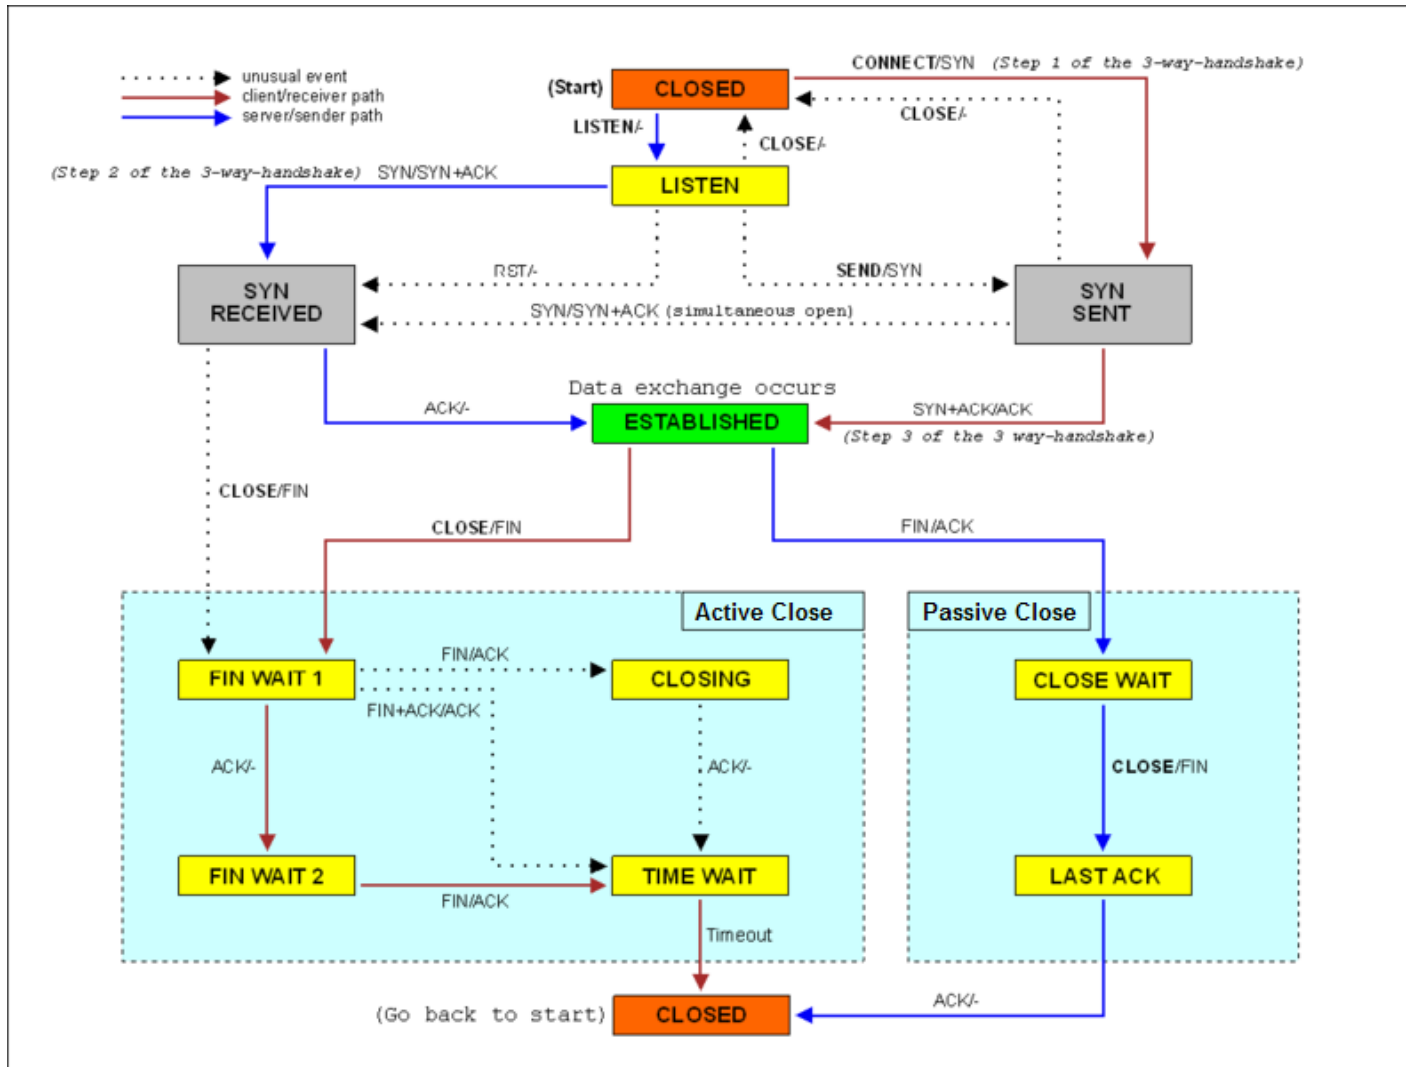 unusual event
client/receiver path
server/sender path
CONNECT/SYN (Step 1 of the 3-way-handshake)
(Start)
CLOSED
CLOSE/-
LISTEN/-
CLOSE/-
(Step 2 of the 3-way-handshake)
SYN/SYN+ACK
LISTEN
RST/-
SEND/SYN
SYN
RECEIVED
SYN
SENT
SYN/SYN+ACK (simultaneous open)
Data exchange occurs
ACK/-
ESTABLISHED
SYN+ACK/ACK
(Step 3 of the 3 way-handshake)
CLOSE/FIN
CLOSE/FIN
FIN/ACK
Active Close
Passive Close
FIN WAIT 1
FIN/ACK
CLOSING
CLOSE WAIT
FIN+ACK/ACK
ACK/-
ACK/-
CLOSE/FIN
FIN WAIT 2
FIN/ACK
TIME WAIT
LAST ACK
Timeout
(Go back to start)
CLOSED
ACK/-